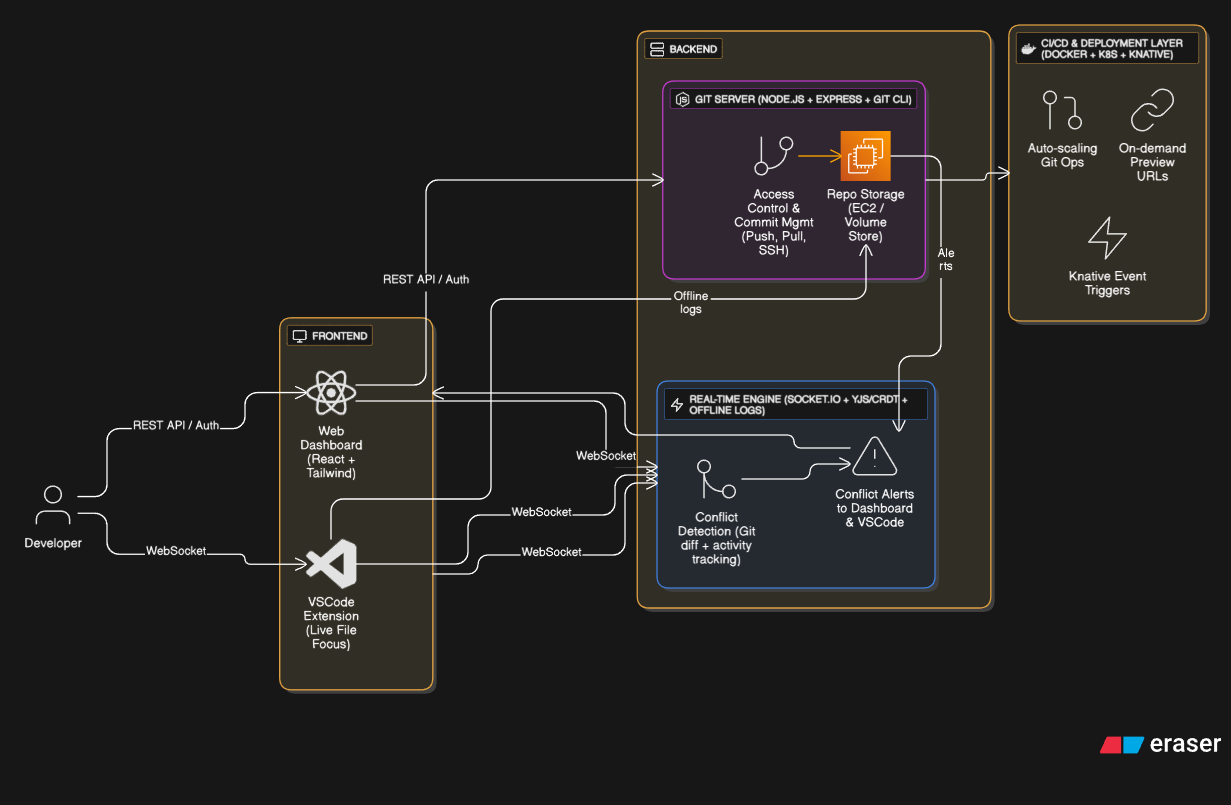 BACKEND
CI/CD & DEPLOYMENT LAYER
(DOCKER + K8S + KNATIVE)
GIT SERVER (NODE.JS + EXPRESS + GIT CLI)
JS
Access
Control &
Commit Mgmt
(Push, Pull,
SSH)
Repo Storage
(EC2 /
Volume
Store)
Auto-scaling
Git Ops
On-demand
Preview
URLs
Knative Event
Triggers
Ale
rts
REST API / Auth
Offline
logs
FRONTEND
Web
Dashboard
(React +
Tailwind)
REST API / Auth
Developer
WebSocket
VSCode
Extension
(Live File
Focus)
WebSocket
WebSocket
WebSocket
REAL-TIME ENGINE (SOCKET.IO + YJS/CRDT +
OFFLINE LOGS)
Conflict
Detection (Git
diff + activity
tracking)
Conflict Alerts
to Dashboard
& VSCode
eraser